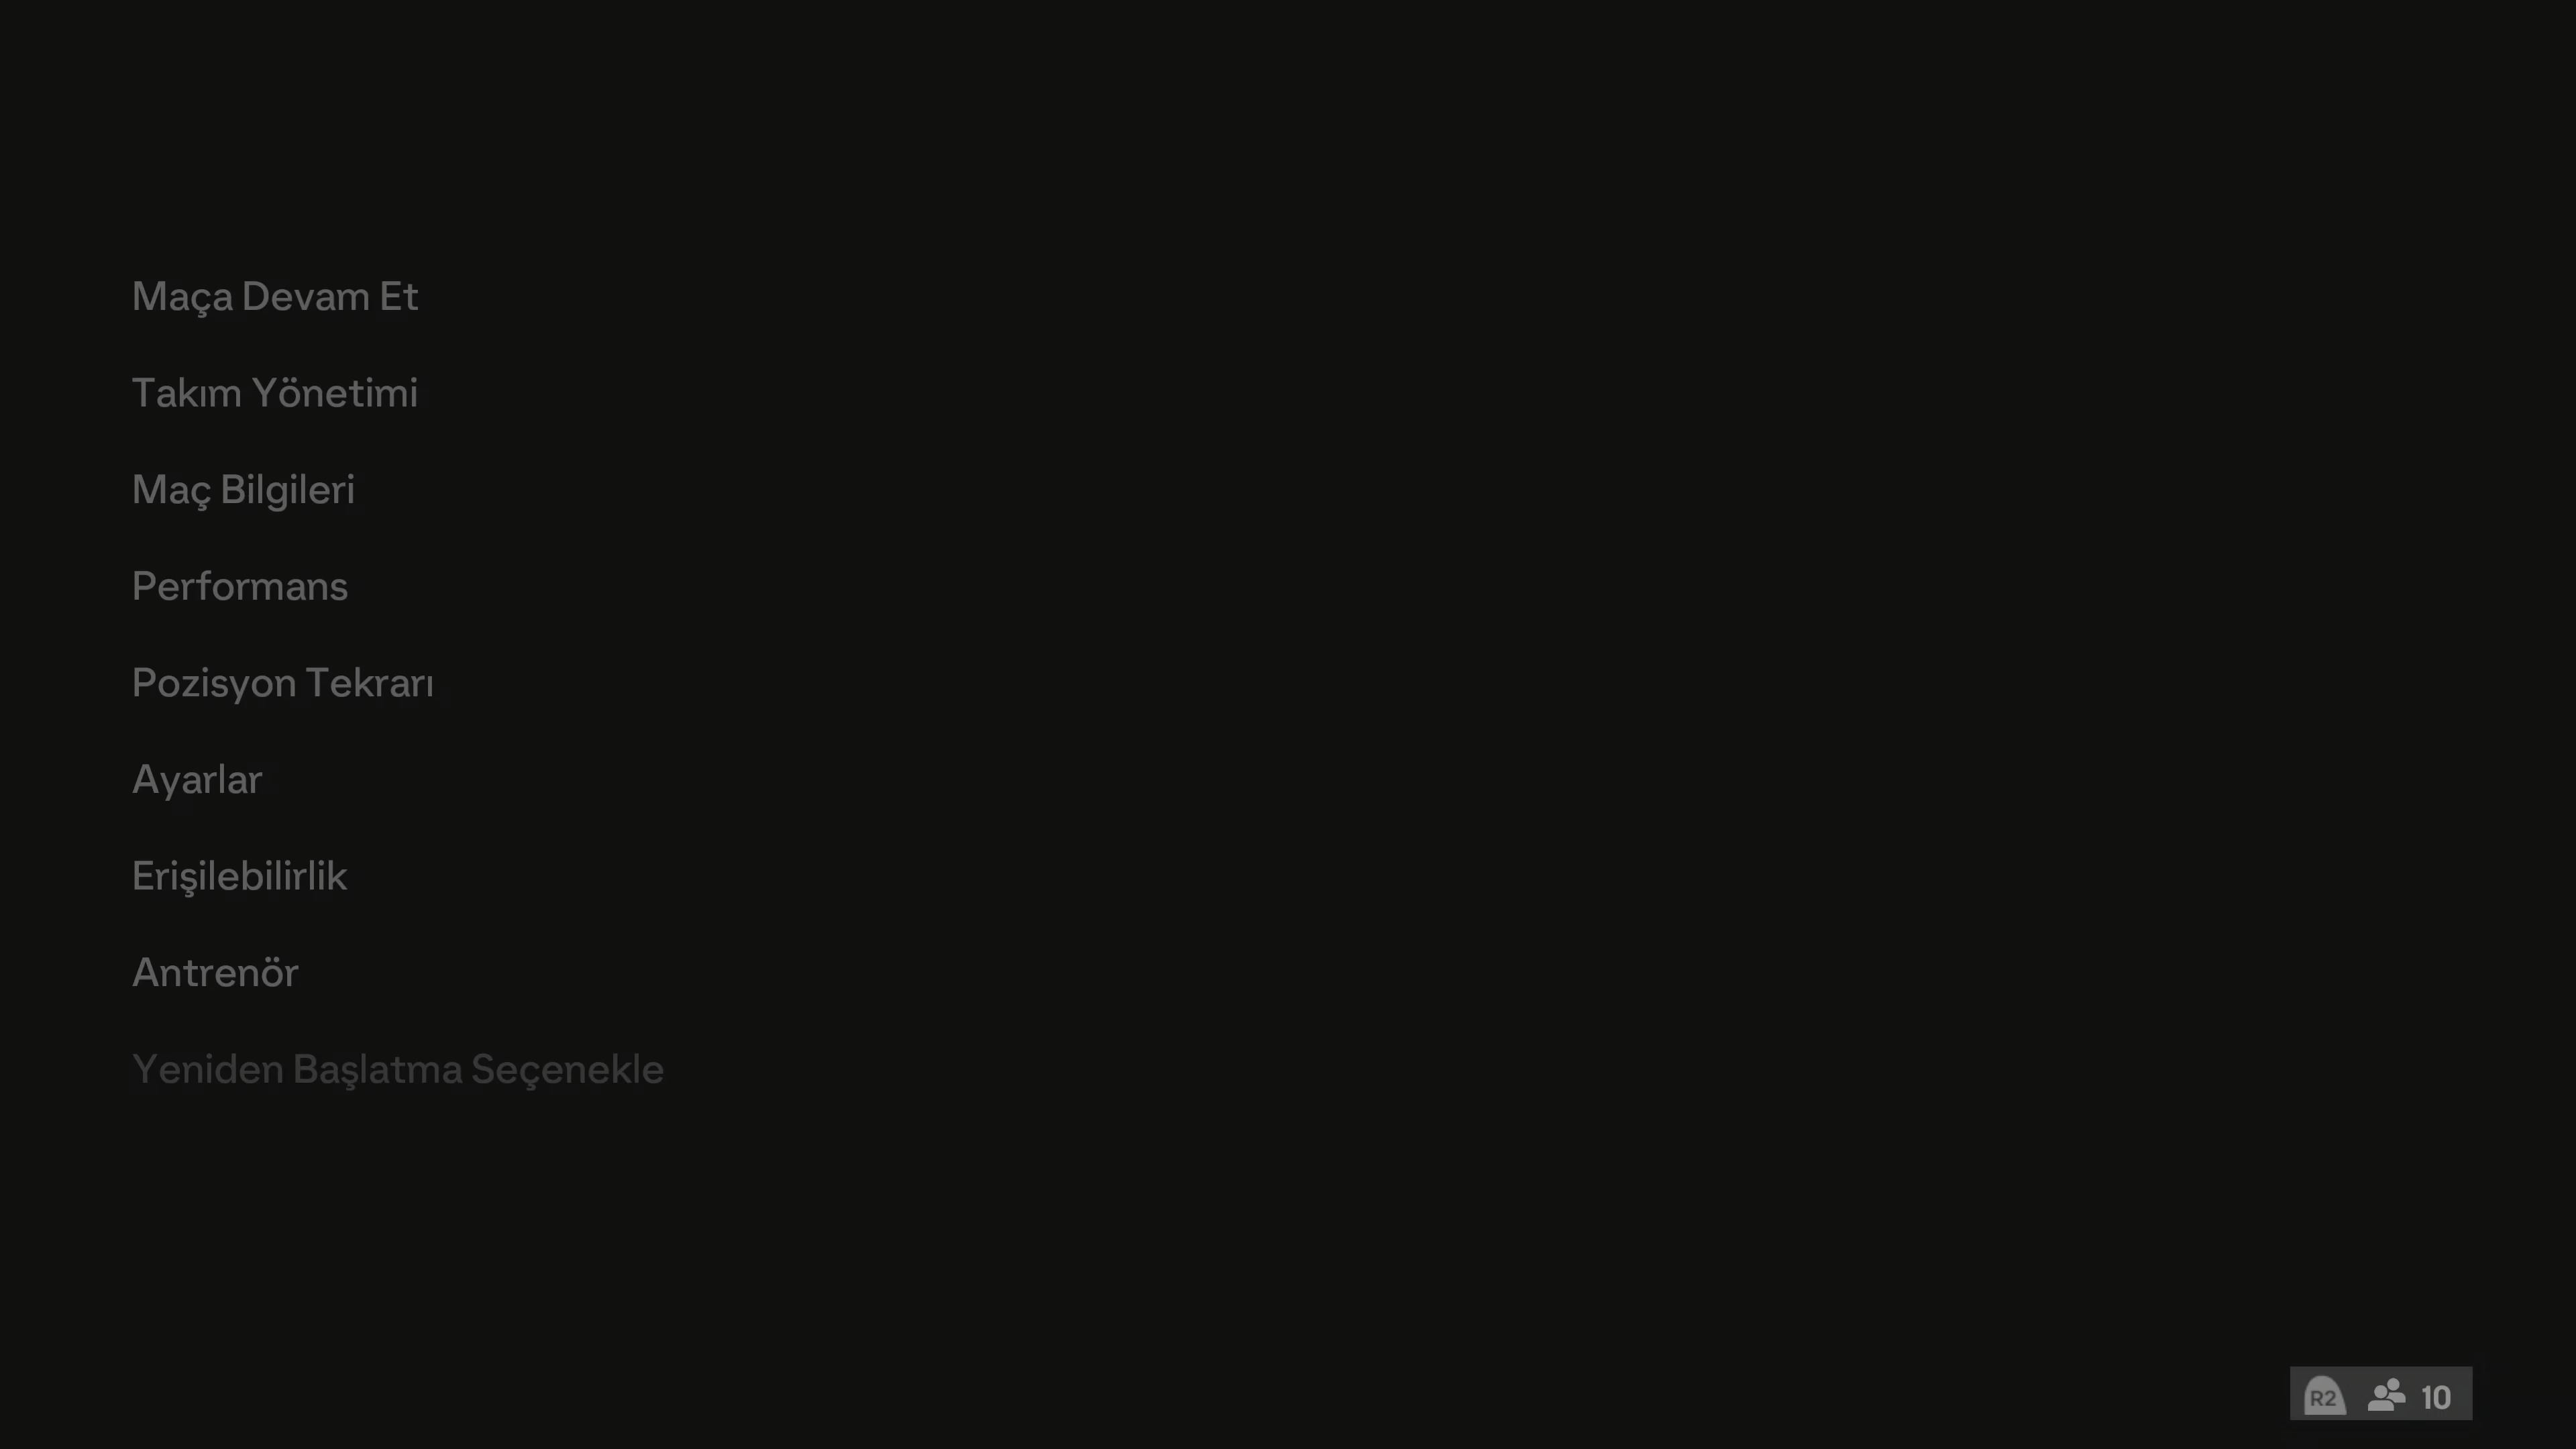 Maça Devam Et
Takım Yönetimi
Maç Bilgileri
Performans
Pozisyon Tekrarı
Ayarlar
Erişilebilirlik
Antrenör
Yeniden Başlatma Seçenekle
R2 10